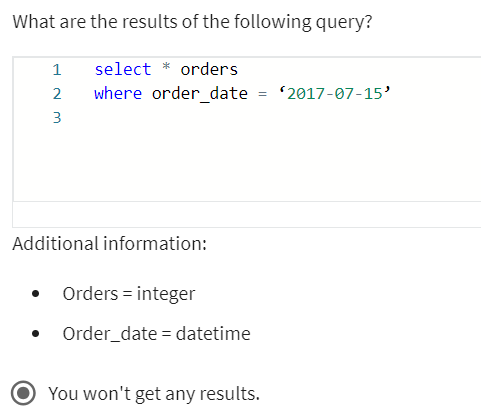 What are the results of the following query?
1 select * orders
2 where order_date = ‘2017-07-15’
3
Additional information:
• Orders = integer
• Order_date = datetime
You won't get any results.